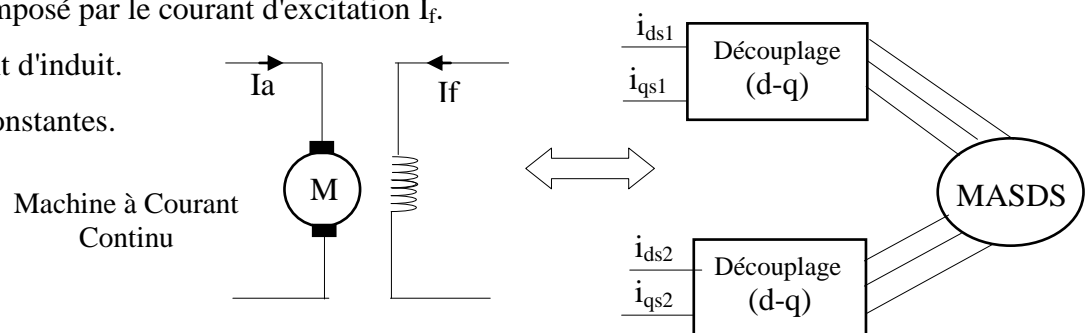 mposé par le courant d'excitation If.
t d'induit.
onstantes.
Ia
If
M
Machine à Courant
Continu
ids1
iqs1
Découplage
(d-q)
MASDS
ids2
iqs2
Découplage
(d-q)